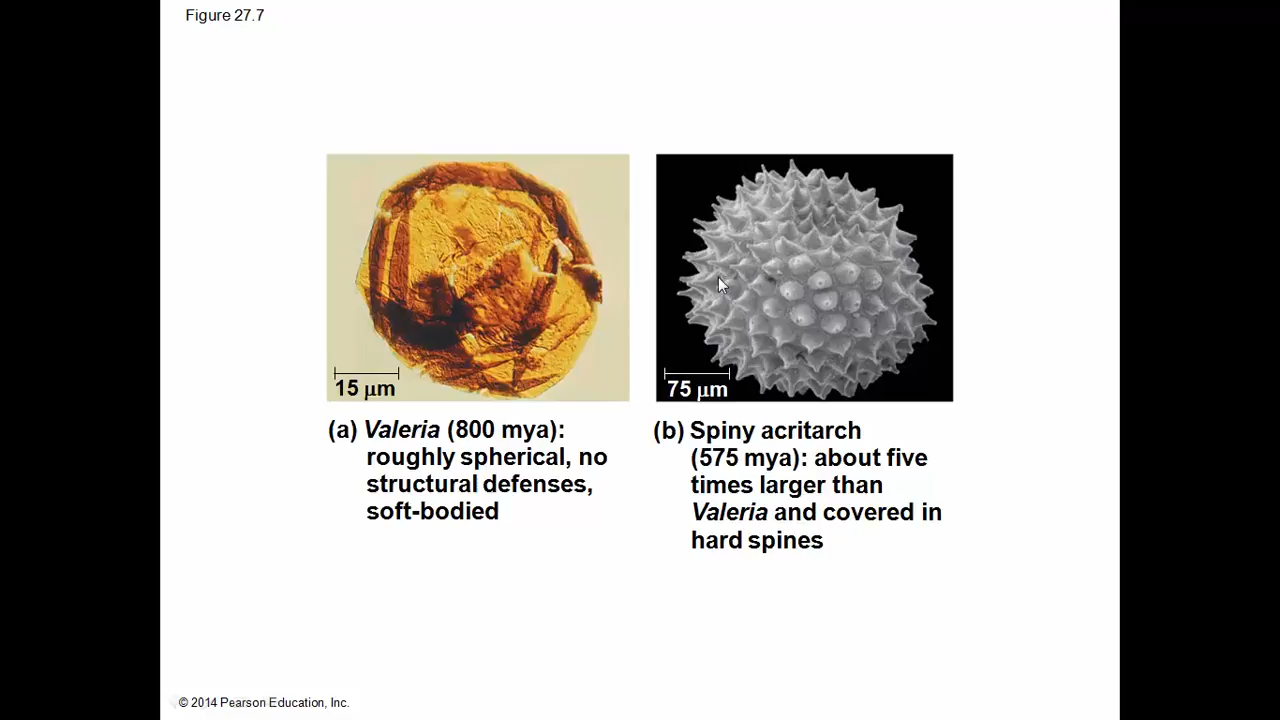 Figure 27.7
15 μm
75 μm
(a) Valeria (800 mya):
roughly spherical, no
structural defenses,
soft-bodied
(b) Spiny acritarch
(575 mya): about five
times larger than
Valeria and covered in
hard spines
© 2014 Pearson Education, Inc.